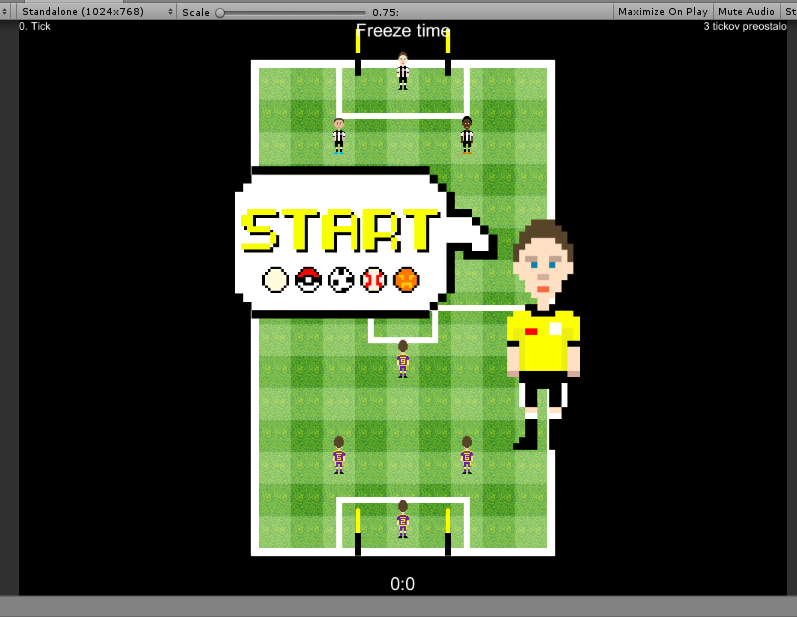 Standalone (1024x768)
Scale
0.75:
Maximize On Play
Mute Audio
St
0. Tick
Freeze time
3 tickov preostalo
START
0:0